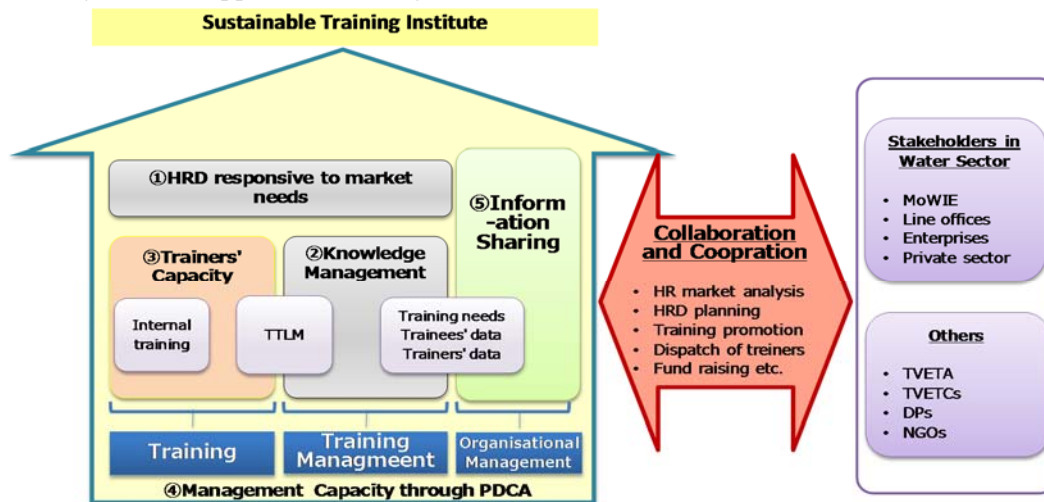 Sustainable Training Institute
①HRD responsive to market
needs
⑤Inform
-ation
Sharing
③Trainers'
Capacity
②Knowledge
Management
Internal
training
TTLM
Training needs
Trainees' data
Trainers' data
Training
Training
Managmeent
Organisational
Management
④Management Capacity through PDCA
Collaboration
and Coopration
• HR market analysis
• HRD planning
• Training promotion
• Dispatch of treiners
• Fund raising etc.
Stakeholders in
Water Sector
• MoWIE
• Line offices
• Enterprises
• Private sector
Others
• TVETA
• TVETCs
• DPs
• NGOs